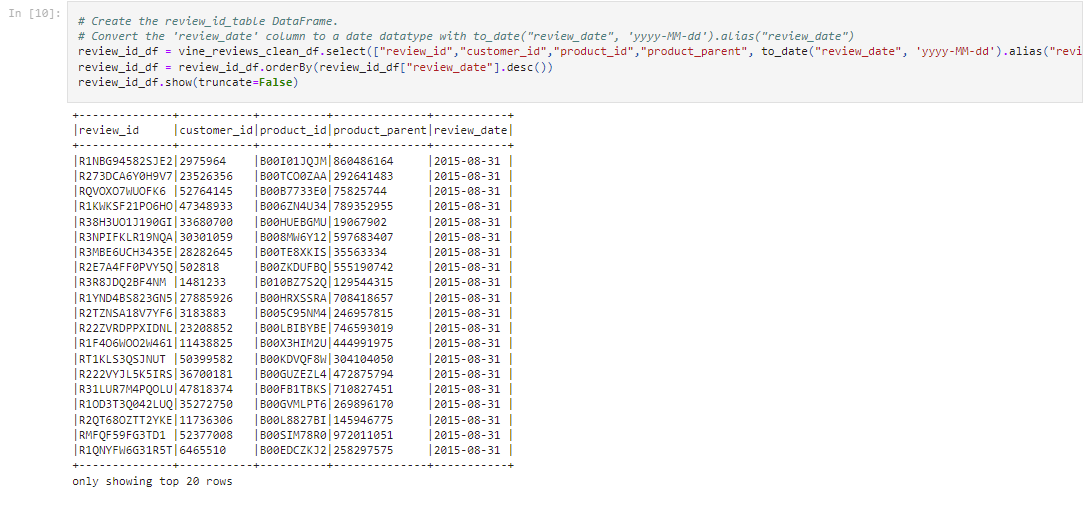 In [10]:
# Create the review_id_table DataFrame.
# Convert the 'review_date' column to a date datatype with to_date("review_date", 'yyyy-MM-dd').alias("review_date")
review_id_df = vine_reviews_clean_df.select(["review_id","customer_id","product_id","product_parent", to_date("review_date", 'yyyy-MM-dd').alias("revi
review_id_df = review_id_df.orderBy(review_id_df["review_date"].desc())
review_id_df.show(truncate=False)
+--------------+-----------+----------+--------------+-----------+
|review_id     |customer_id|product_id|product_parent|review_date|
+--------------+-----------+----------+--------------+-----------+
|R1NBG94582SJE2|2975964    |B00I01JQJM|860486164     |2015-08-31 |
|R273DCA6Y0H9V7|23526356   |B00TCO0ZAA|292641483     |2015-08-31 |
|RQVOXO7WUOFK6 |52764145   |B00B7733E0|75825744      |2015-08-31 |
|R1KWKSF21PO6HO|47348933   |B006ZN4U34|789352955     |2015-08-31 |
|R38H3UO1J190GI|33680700   |B00HUEBGMU|19067902      |2015-08-31 |
|R3NPIFKLR19NQA|30301059   |B008MW6Y12|597683407     |2015-08-31 |
|R3MBE6UCH3435E|28282645   |B00TE8XKIS|35563334      |2015-08-31 |
|R2E7A4FF0PVY5Q|502818     |B00ZKDUFBQ|555190742     |2015-08-31 |
|R3R8JDQ2BF4NM |1481233    |B010BZ7S2Q|129544315     |2015-08-31 |
|R1YND4BS823GN5|27885926   |B00HRXSSRA|708418657     |2015-08-31 |
|R2TZNSA18V7YF6|3183883    |B005C95NM4|246957815     |2015-08-31 |
|R22ZVRDPPXIDNL|23208852   |B00LBIBYBE|746593019     |2015-08-31 |
|R1F4O6WOO2W461|11438825   |B00X3HIM2U|444991975     |2015-08-31 |
|RT1KLS3QSJNUT |50399582   |B00KDVQF8W|304104050     |2015-08-31 |
|R222VYJL5K5IRS|36700181   |B00GUZEZL4|472875794     |2015-08-31 |
|R31LUR7M4PQOLU|47818374   |B00FB1TBKS|710827451     |2015-08-31 |
|R1OD3T3Q042LUQ|35272750   |B00GVMLPT6|269896170     |2015-08-31 |
|R2QT68OZTT2YKE|11736306   |B00L8827BI|145946775     |2015-08-31 |
|RMFQF59FG3TD1 |52377008   |B00SIM78R0|972011051     |2015-08-31 |
|R1QNYFW6G31R5T|6465510    |B00EDCZKJ2|258297575     |2015-08-31 |
+--------------+-----------+----------+--------------+-----------+
only showing top 20 rows